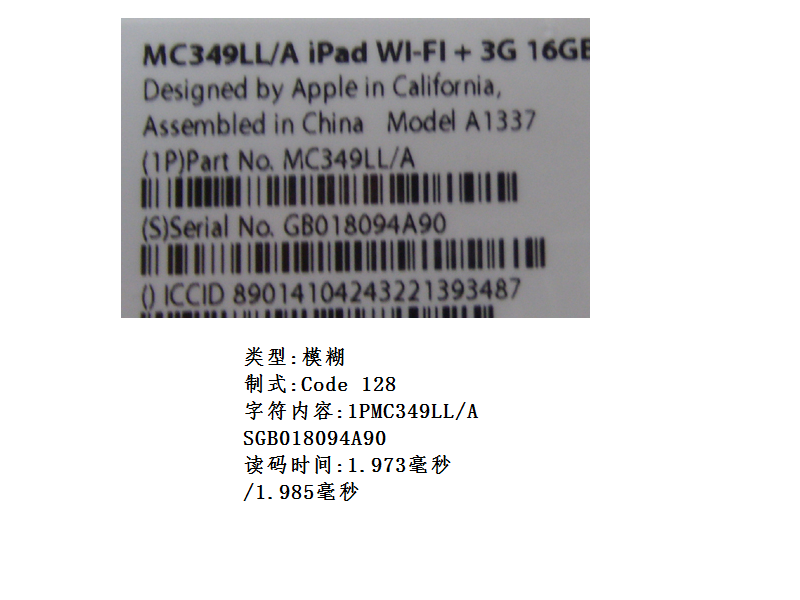 MC349LL/A iPad WI-FI + 3G 16GB
Designed by Apple in California,
Assembled in China Model A1337
(1P)Part No. MC349LL/A
(S)Serial No. GB018094A90
() ICCID 89014104243221393487
类型:模糊
制式:Code 128
字符内容:1PMC349LL/A
SGB018094A90
读码时间:1.973毫秒
/1.985毫秒